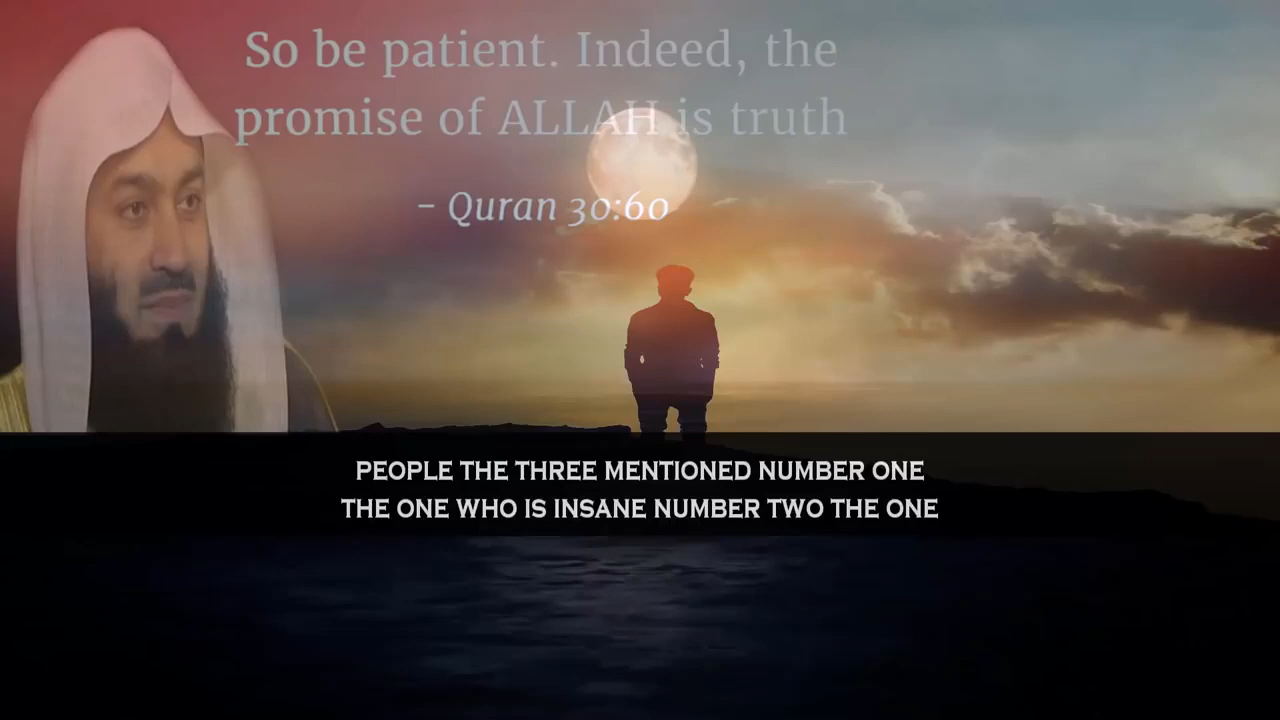 So be patient. Indeed, the
promise of ALLAH is truth
- Quran 30:60
PEOPLE THE THREE MENTIONED NUMBER ONE
THE ONE WHO IS INSANE NUMBER TWO THE ONE